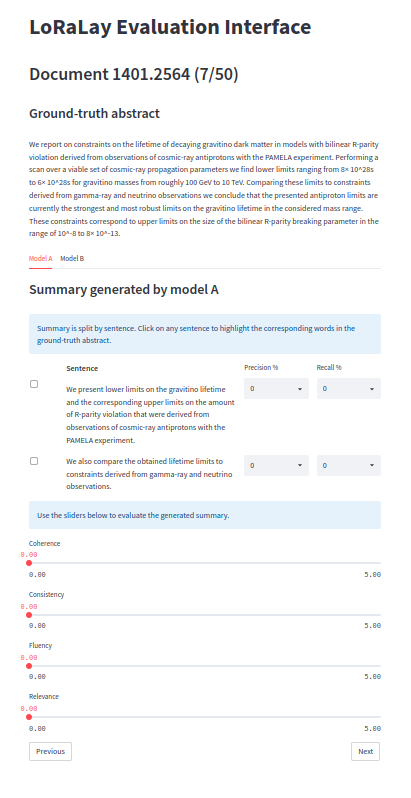 LoRaLay Evaluation Interface
Document 1401.2564 (7/50)
Ground-truth abstract
We report on constraints on the lifetime of decaying gravitino dark matter in models with bilinear R-parity
violation derived from observations of cosmic-ray antiprotons with the PAMELA experiment. Performing a
scan over a viable set of cosmic-ray propagation parameters we find lower limits ranging from 8× 10^28s
to 6× 10^28s for gravitino masses from roughly 100 GeV to 10 TeV. Comparing these limits to constraints
derived from gamma-ray and neutrino observations we conclude that the presented antiproton limits are
currently the strongest and most robust limits on the gravitino lifetime in the considered mass range.
These constraints correspond to upper limits on the size of the bilinear R-parity breaking parameter in the
range of 10^-8 to 8× 10^-13.
Model A Model B
Summary generated by model A
Summary is split by sentence. Click on any sentence to highlight the corresponding words in the
ground-truth abstract.
Sentence Precision % Recall %
We present lower limits on the gravitino lifetime
and the corresponding upper limits on the amount
of R-parity violation that were derived from
observations of cosmic-ray antiprotons with the
PAMELA experiment.
0 0
We also compare the obtained lifetime limits to
constraints derived from gamma-ray and neutrino
observations.
0 0
Use the sliders below to evaluate the generated summary.
Coherence
0.00
0.00 5.00
Consistency
0.00
0.00 5.00
Fluency
0.00
0.00 5.00
Relevance
0.00
0.00 5.00
Previous Next